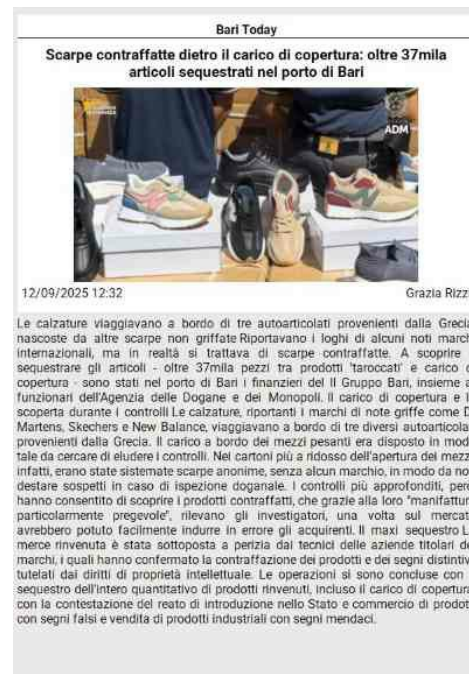 Bari Today
Scarpe contraffatte dietro il carico di copertura: oltre 37mila
articoli sequestrati nel porto di Bari
ADM
12/09/2025 12:32
Grazia Rizzi
Le calzature viaggiavano a bordo di tre autoarticolati provenienti dalla Grecia
nascoste da altre scarpe non griffate Riportavano i loghi di alcuni noti march
internazionali, ma in realtà si trattava di scarpe contraffatte. A scoprire
sequestrare gli articoli - oltre 37mila pezzi tra prodotti 'taroccati' e carico d
copertura - sono stati nel porto di Bari i finanzieri del II Gruppo Bari, insieme a
funzionari dell'Agenzia delle Dogane e dei Monopoli. Il carico di copertura e l
scoperta durante i controlli Le calzature, riportanti i marchi di note griffe come D
Martens, Skechers e New Balance, viaggiavano a bordo di tre diversi autoarticola
provenienti dalla Grecia. Il carico a bordo dei mezzi pesanti era disposto in mod
tale da cercare di eludere i controlli. Nei cartoni più a ridosso dell'apertura dei mezz
infatti, erano state sistemate scarpe anonime, senza alcun marchio, in modo da no
destare sospetti in caso di ispezione doganale. I controlli più approfonditi, per
hanno consentito di scoprire i prodotti contraffatti, che grazie alla loro "manifattur
particolarmente pregevole", rilevano gli investigatori, una volta sul mercat
avrebbero potuto facilmente indurre in errore gli acquirenti. Il maxi sequestro L
merce rinvenuta è stata sottoposta a perizia dai tecnici delle aziende titolari de
marchi, i quali hanno confermato la contraffazione dei prodotti e dei segni distintiv
tutelati dai diritti di proprietà intellettuale. Le operazioni si sono concluse con
sequestro dell'intero quantitativo di prodotti rinvenuti, incluso il carico di copertura
con la contestazione del reato di introduzione nello Stato e commercio di prodot
con segni falsi e vendita di prodotti industriali con segni mendaci.